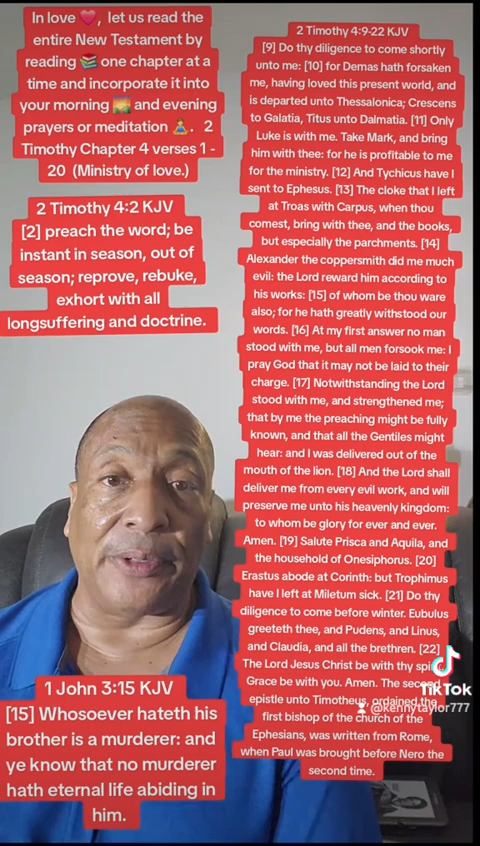 In love 💓, let us read the
entire New Testament by
reading 📚 one chapter at a
time and incorporate it into
your morning 🌅 and evening
prayers or meditation 🧘. 2
Timothy Chapter 4 verses 1 -
20 (Ministry of love.)
2 Timothy 4:2 KJV
[2] preach the word; be
instant in season, out of
season; reprove, rebuke,
exhort with all
longsuffering and doctrine.
1 John 3:15 KJV
[15] Whosoever hateth his
brother is a murderer: and
ye know that no murderer
hath eternal life abiding in
him.
2 Timothy 4:9-22 KJV
[9] Do thy diligence to come shortly
unto me: [10] for Demas hath forsaken
me, having loved this present world, and
is departed unto Thessalonica; Crescens
to Galatia, Titus unto Dalmatia. [11] Only
Luke is with me. Take Mark, and bring
him with thee: for he is profitable to me
for the ministry. [12] And Tychicus have I
sent to Ephesus. [13] The cloke that I left
at Troas with Carpus, when thou
comest, bring with thee, and the books,
but especially the parchments. [14]
Alexander the coppersmith did me much
evil: the Lord reward him according to
his works: [15] of whom be thou ware
also; for he hath greatly withstood our
words. [16] At my first answer no man
stood with me, but all men forsook me: I
pray God that it may not be laid to their
charge. [17] Notwithstanding the Lord
stood with me, and strengthened me;
that by me the preaching might be fully
known, and that all the Gentiles might
hear: and I was delivered out of the
mouth of the lion. [18] And the Lord shall
deliver me from every evil work, and will
preserve me unto his heavenly kingdom:
to whom be glory for ever and ever.
Amen. [19] Salute Prisca and Aquila, and
the household of Onesiphorus. [20]
Erastus abode at Corinth: but Trophimus
have I left at Miletum sick. [21] Do thy
diligence to come before winter. Eubulus
greeteth thee, and Pudens, and Linus,
and Claudia, and all the brethren. [22]
The Lord Jesus Christ be with thy spi
Grace be with you. Amen. The second
epistle unto Timotheus, ordained the
first bishop of the church of the
Ephesians, was written from Rome,
when Paul was brought before Nero the
second time.
TikTok
@kennytaylor777